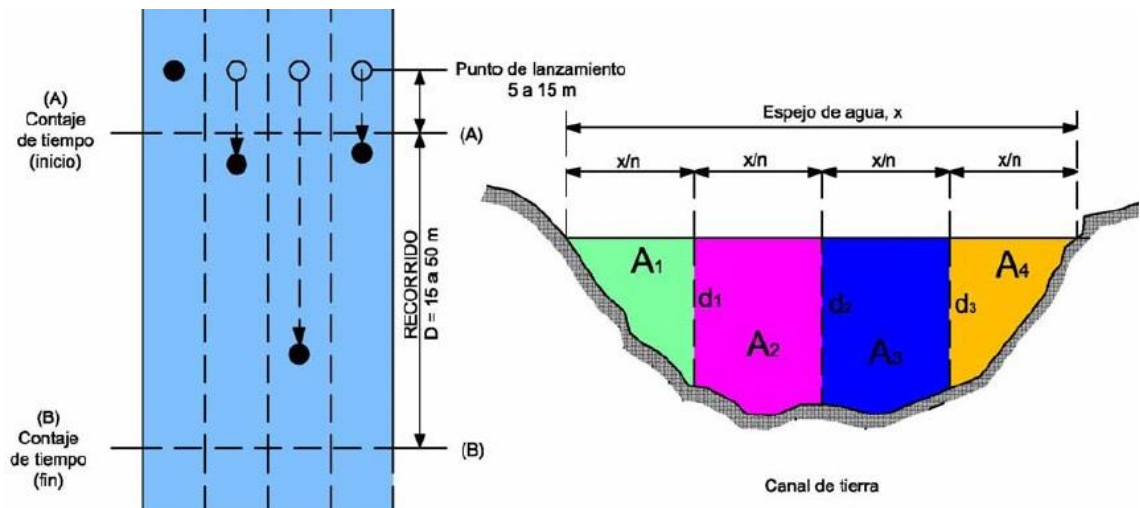 (A)
Contaje
de tiempo
(inicio)
(B)
Contaje
de tiempo
(fin)
Punto de lanzamiento
5 a 15 m
(A)
RECORRIDO
D = 15 a 50 m
(B)
Espejo de agua, x
x/n x/n x/n x/n
A1 A4
d1 d2 d3
A2 A3
Canal de tierra